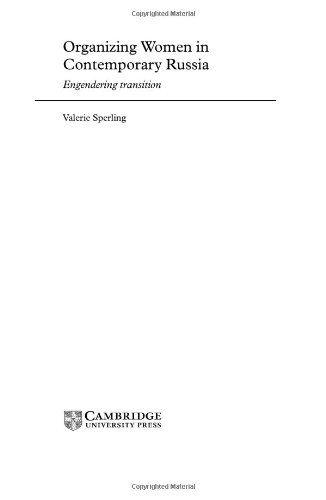 Copyrighted Material
Organizing Women in
Contemporary Russia
Engendering transition
Valerie Sperling
CAMBRIDGE
UNIVERSITY PRESS
Copyrighted Material